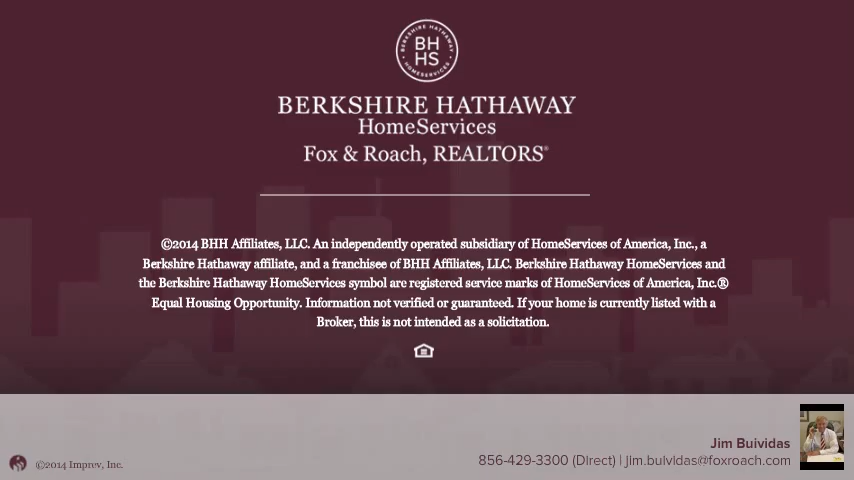 BERKSHIRE HATHAWAY
HOMESERVICES
BH
HS
BERKSHIRE HATHAWAY
HomeServices
Fox & Roach, REALTORS®
©2014 BHH Affiliates, LLC. An independently operated subsidiary of HomeServices of America, Inc., a
Berkshire Hathaway affiliate, and a franchisee of BHH Affiliates, LLC. Berkshire Hathaway HomeServices and
the Berkshire Hathaway HomeServices symbol are registered service marks of HomeServices of America, Inc.®
Equal Housing Opportunity. Information not verified or guaranteed. If your home is currently listed with a
Broker, this is not intended as a solicitation.
Jim Buividas
856-429-3300 (Direct) | jim.buividas@foxroach.com
©2014 Imprev, Inc.